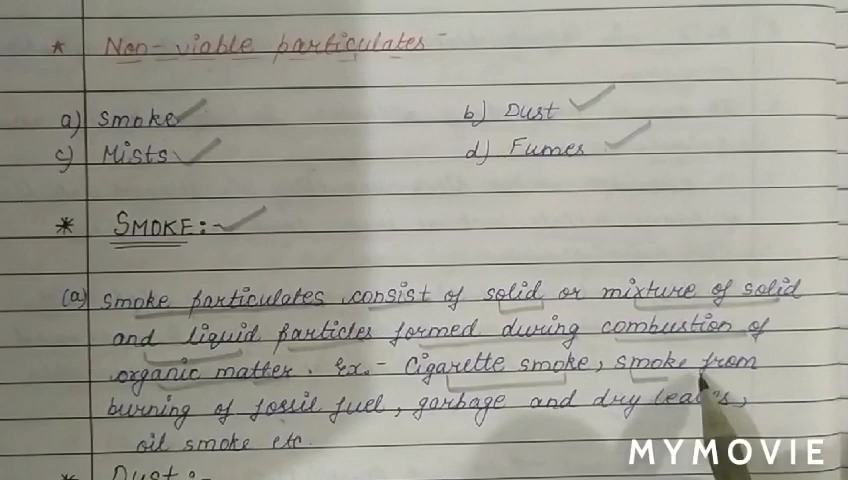 * Non-viable particulates-
a) Smoke b) Dust
c) Mists d) Fumes
* SMOKE:-
(a) Smoke particulates consist of solid or mixture of solid
and liquid particles formed during combustion of
organic matter. Ex.- Cigarette smoke, smoke from
burning of fossil fuel, garbage and dry
oil smoke etc.
* Dust:-
MYMOVIE